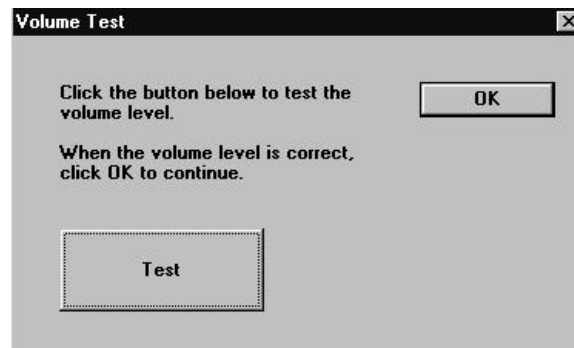 Volume Test
Click the button below to test the
volume level.
OK
When the volume level is correct,
click OK to continue.
Test